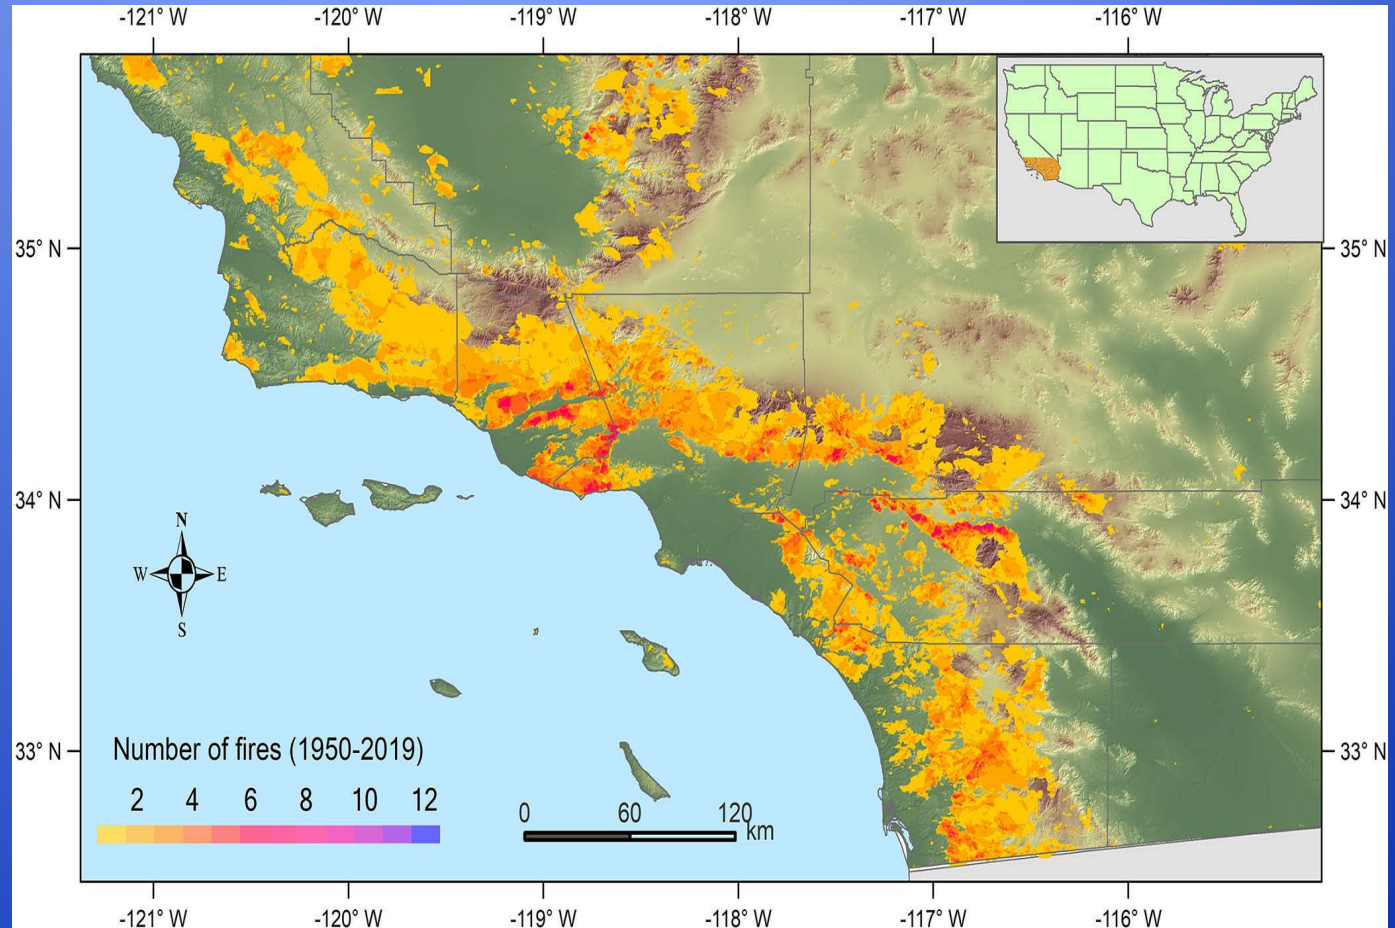 -121° W -120° W -119° W -118° W -117° W -116° W
35° N 35° N
34° N 34° N
N
W E
S
33° N 33° N
Number of fires (1950-2019)
2 4 6 8 10 12
0 60 120
km
-121° W -120° W -119° W -118° W -117° W -116° W